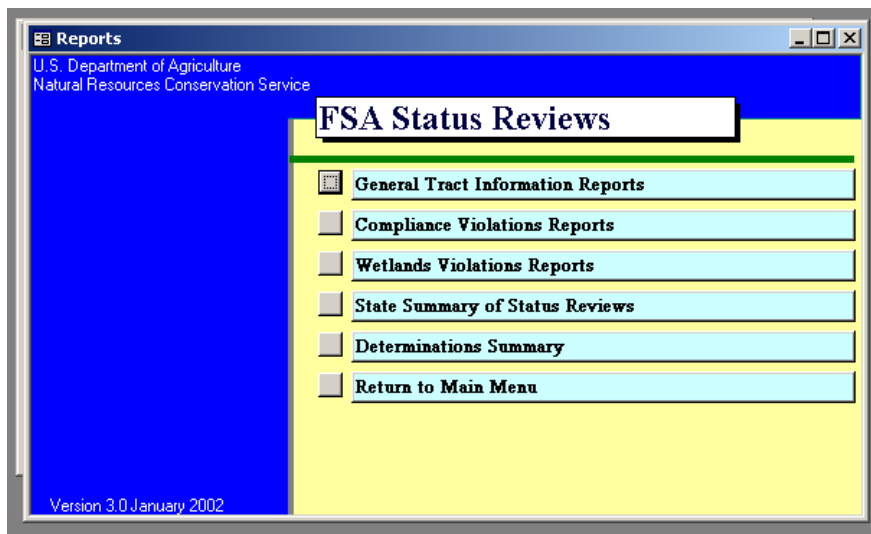 Reports
U.S. Department of Agriculture
Natural Resources Conservation Service
FSA Status Reviews
General Tract Information Reports
Compliance Violations Reports
Wetlands Violations Reports
State Summary of Status Reviews
Determinations Summary
Return to Main Menu
Version 3.0 January 2002